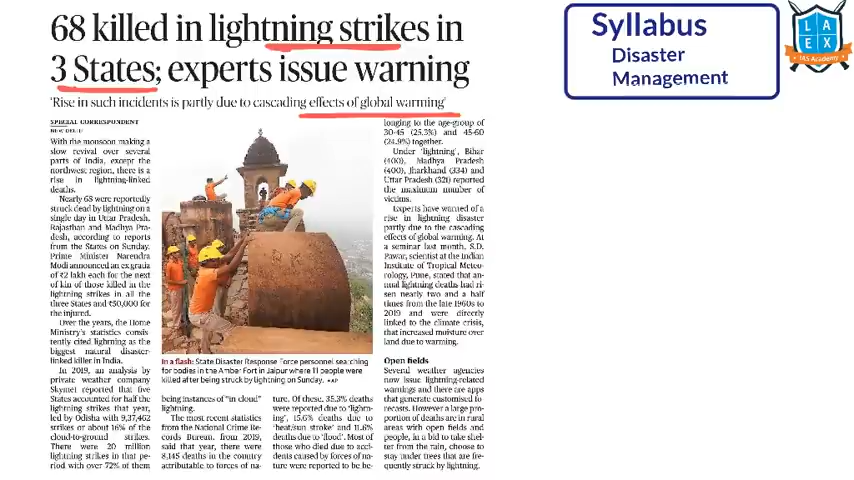 68 killed in lightning strikes in
3 States; experts issue warning
'Rise in such incidents is partly due to cascading effects of global warming'
SPECIAL CORRESPONDENT
NEW DELHI
With the monsoon making a
slow revival over several
parts of India, except the
northwest region, there is a
rise in lightning-linked
deaths.
Nearly 68 were reportedly
struck dead by lightning on a
single day in Uttar Pradesh,
Rajasthan and Madhya Pra-
desh, according to reports
from the States on Sunday.
Prime Minister Narendra
Modi announced an ex gratia
of ₹2 lakh each for the next
of kin of those killed in the
lightning strikes in all the
three States and ₹50,000 for
the injured.
Over the years, the Home
Ministry's statistics consis-
tently cited lightning as the
biggest natural disaster-
linked killer in India.
In 2019, an analysis by
private weather company
Skymet reported that five
States accounted for half the
lightning strikes that year,
led by Odisha with 9,37,462
strikes or about 16% of the
cloud-to-ground strikes.
There were 20 million
lightning strikes in that pe-
riod with over 72% of them
In a flash: State Disaster Response Force personnel searching
for bodies in the Amber Fort in Jaipur where 11 people were
killed after being struck by lightning on Sunday. AP
being instances of "in cloud"
lightning.
The most recent statistics
from the National Crime Re-
cords Bureau, from 2019,
said that year, there were
8,145 deaths in the country
attributable to forces of na-
ture. Of these, 35.3% deaths
were reported due to 'lightn-
ing', 15.6% deaths due to
'heat/sun stroke' and 11.6%
deaths due to 'flood'. Most of
those who died due to acci-
dents caused by forces of na-
ture were reported to be be-
longing to the age-group of
30-45 (25.3%) and 45-60
(24.9%) together.
Under 'lightning', Bihar
(400), Madhya Pradesh
(400), Jharkhand (334) and
Uttar Pradesh (321) reported
the maximum number of
victims.
Experts have warned of a
rise in lightning disaster
partly due to the cascading
effects of global warming. At
a seminar last month, S.D.
Pawar, scientist at the Indian
Institute of Tropical Meteo-
rology, Pune, stated that an-
nual lightning deaths had ri-
sen nearly two and a half
times from the late 1960s to
2019 and were directly
linked to the climate crisis,
that increased moisture over
land due to warming.
Open fields
Several weather agencies
now issue lightning-related
warnings and there are apps
that generate customised fo-
recasts. However a large pro-
portion of deaths are in rural
areas with open fields and
people, in a bid to take shel-
ter from the rain, choose to
stay under trees that are fre-
quently struck by lightning.
Syllabus
Disaster
Management
LA
EX
IAS Academy